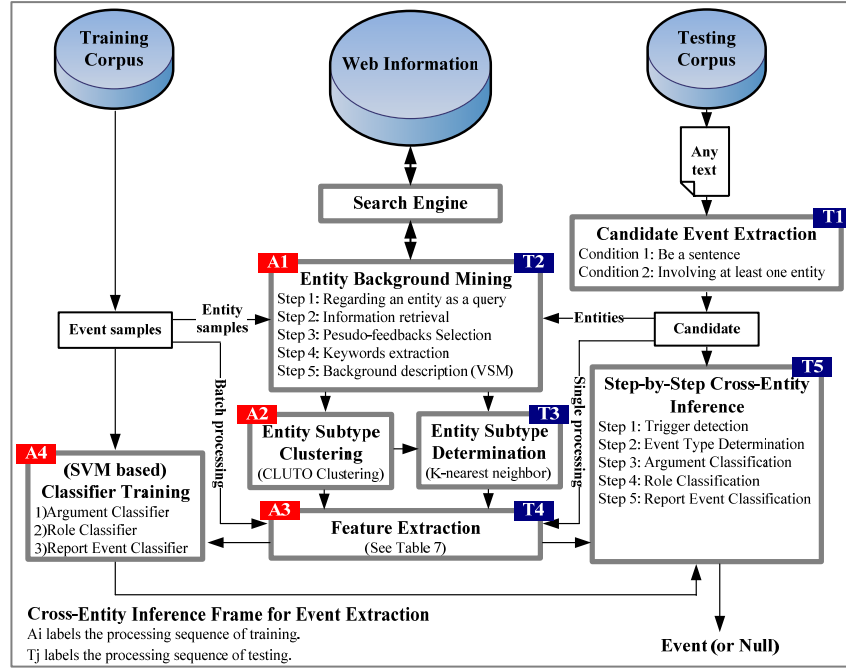 Training
Corpus
Web Information
Testing
Corpus
Any
text
Search Engine
T1
Candidate Event Extraction
Condition 1: Be a sentence
Condition 2: Involving at least one entity
A1
T2
Entity Background Mining
Step 1: Regarding an entity as a query
Step 2: Information retrieval
Step 3: Pesudo-feedbacks Selection
Step 4: Keywords extraction
Step 5: Background description (VSM)
Event samples
Entity
samples
Entities
Candidate
Batch processing
Single processing
T5
Step-by-Step Cross-Entity
Inference
Step 1: Trigger detection
Step 2: Event Type Determination
Step 3: Argument Classification
Step 4: Role Classification
Step 5: Report Event Classification
A2
Entity Subtype
Clustering
(CLUTO Clustering)
T3
Entity Subtype
Determination
(K-nearest neighbor)
A4
(SVM based)
Classifier Training
1)Argument Classifier
2)Role Classifier
3)Report Event Classifier
A3
T4
Feature Extraction
(See Table 7)
Cross-Entity Inference Frame for Event Extraction
Ai labels the processing sequence of training.
Tj labels the processing sequence of testing.
Event (or Null)